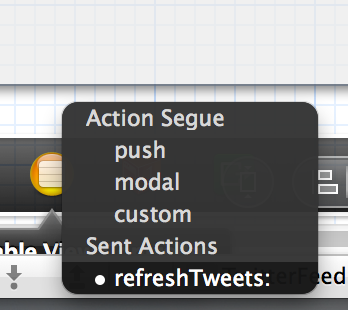 Action Segue
push
modal
custom
Sent Actions
• refreshTweets: